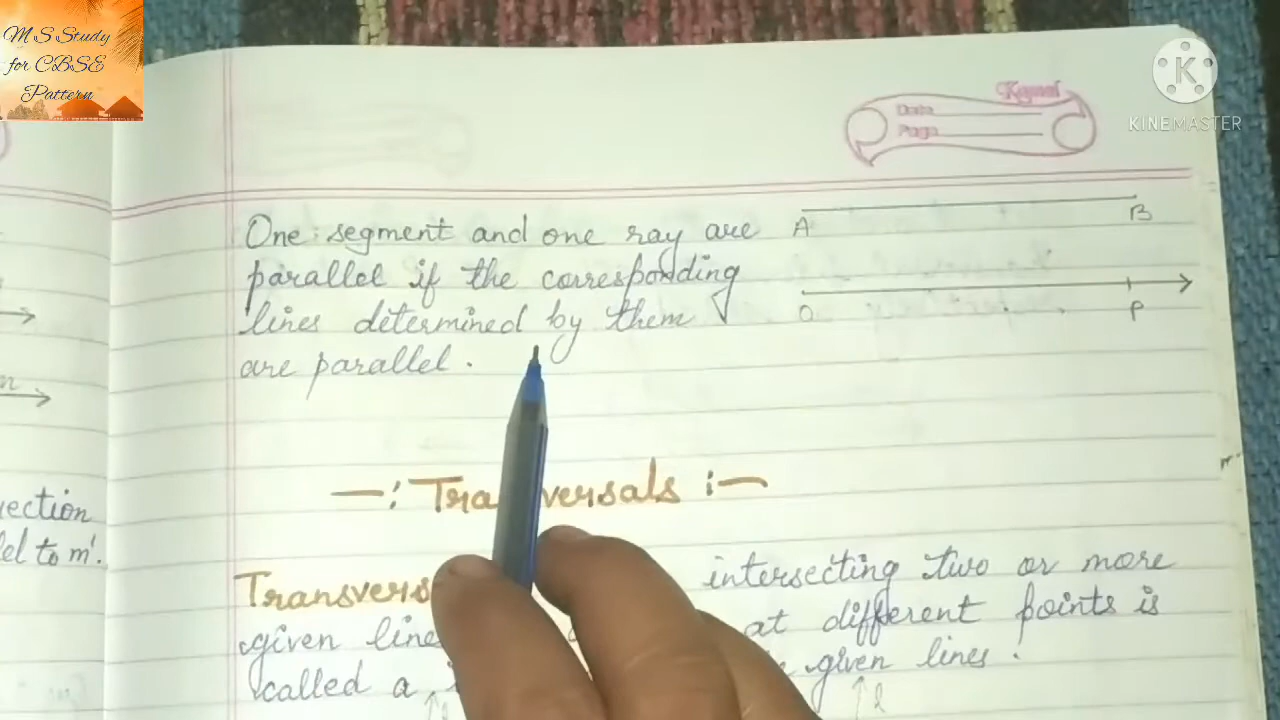 M S Study
for CBSE
Pattern
KINEMASTER
Date
Page
One segment and one ray are
parallel if the corresponding
lines determined by them
are parallel.
A B
O P
n
ection
lel to m'.
—: Transversals :—
Transvers intersecting two or more
given line at different points is
called a given lines.
l l